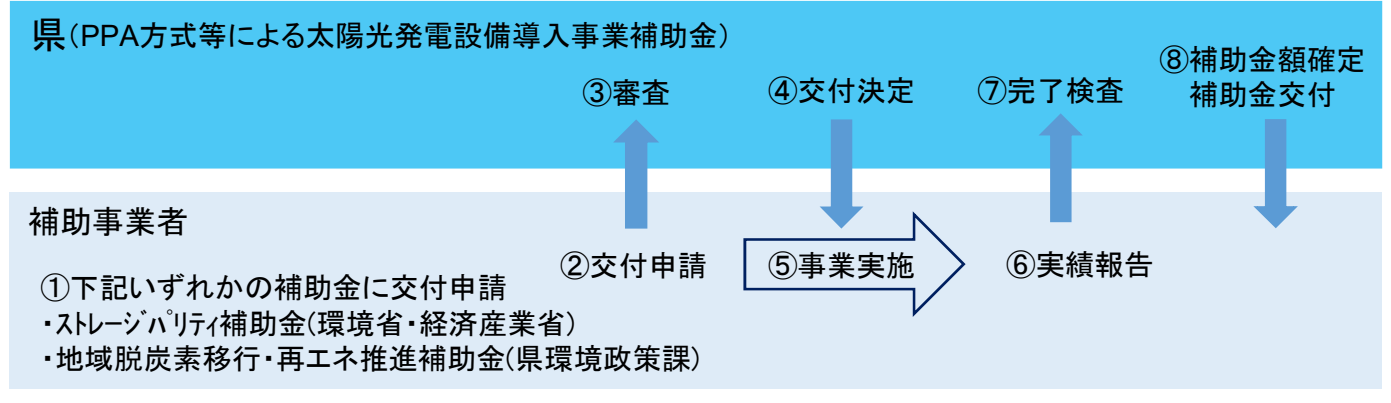 県(PPA方式等による太陽光発電設備導入事業補助金)
③審査
④交付決定
⑦完了検査
⑧補助金額確定
補助金交付
補助事業者
①下記いずれかの補助金に交付申請
・ｽﾄﾚｰｼﾞﾊﾟﾘﾃｨ補助金(環境省・経済産業省)
・地域脱炭素移行・再エネ推進補助金(県環境政策課)
②交付申請
⑤事業実施
⑥実績報告